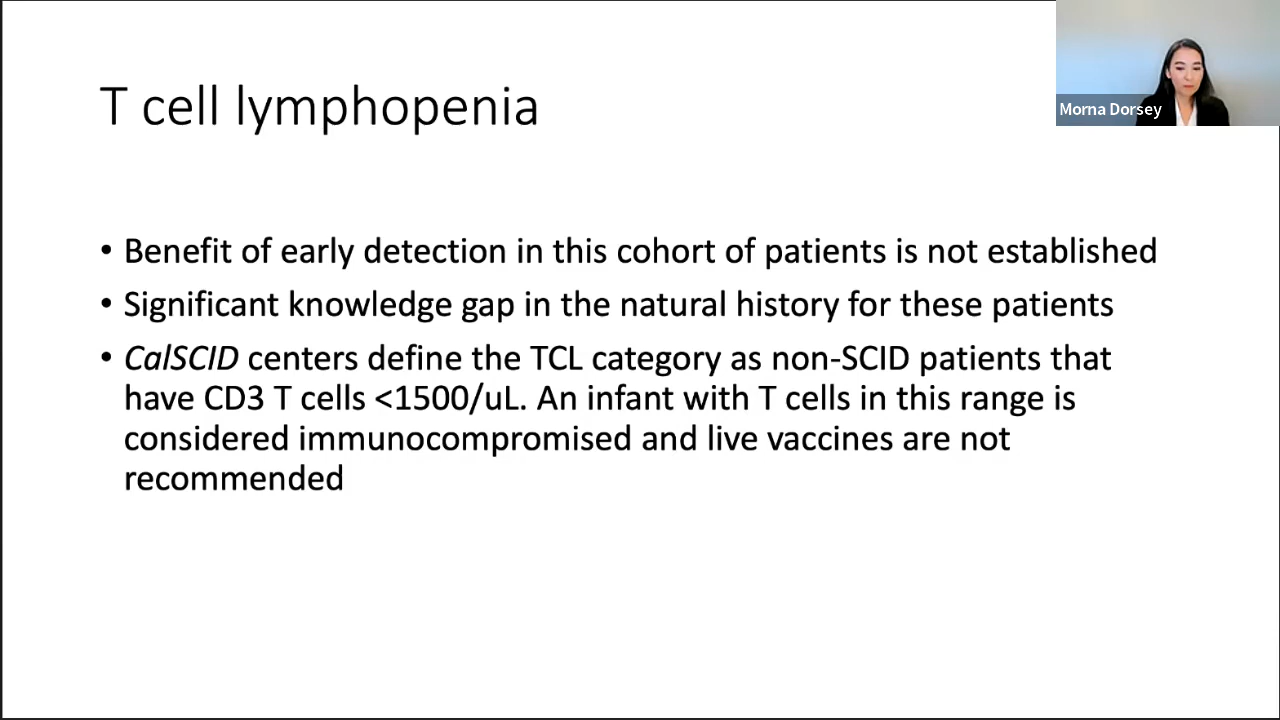 T cell lymphopenia
Morna Dorsey
• Benefit of early detection in this cohort of patients is not established
• Significant knowledge gap in the natural history for these patients
• CalSCID centers define the TCL category as non-SCID patients that
have CD3 T cells <1500/uL. An infant with T cells in this range is
considered immunocompromised and live vaccines are not
recommended